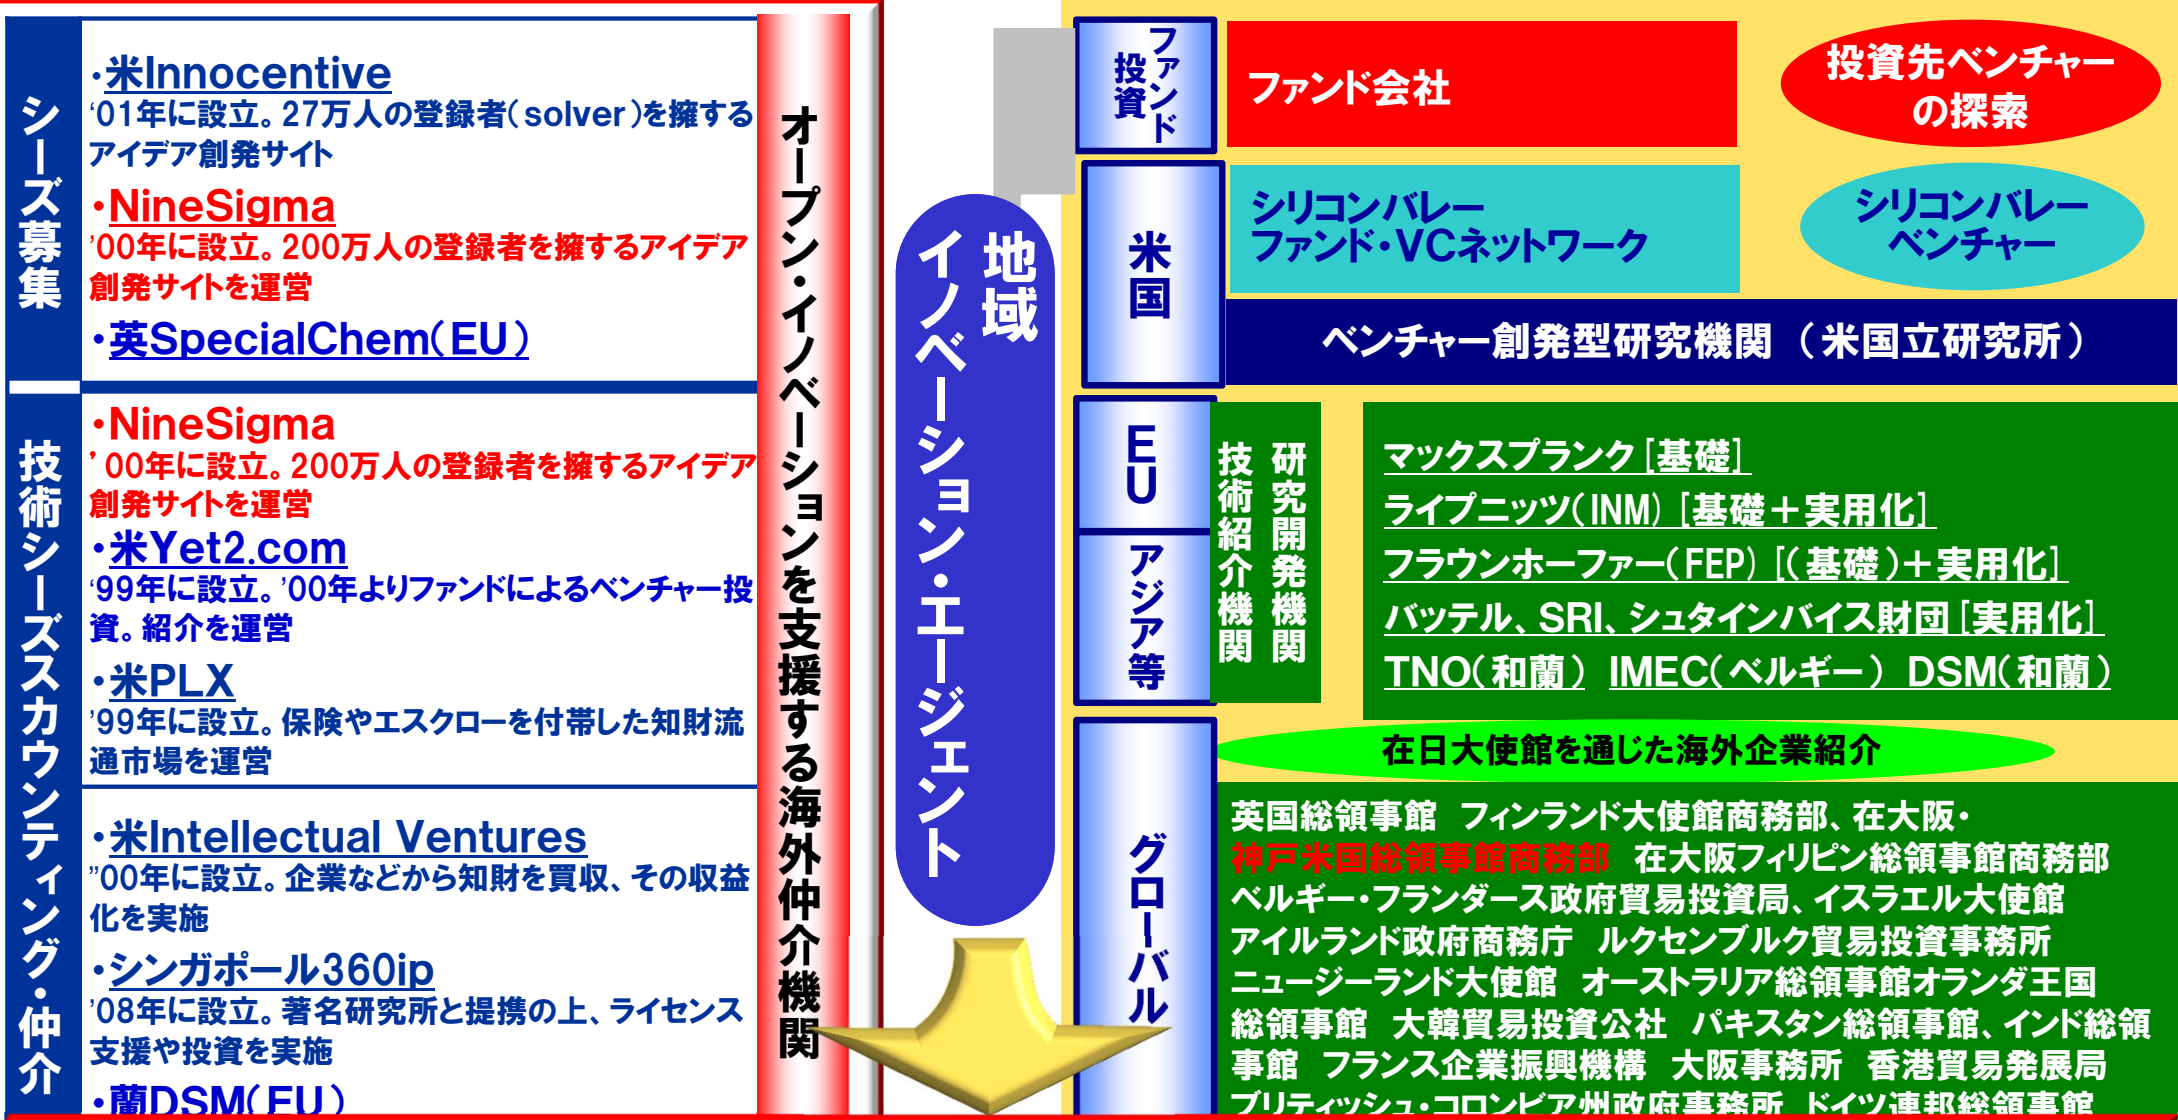 シーズ募集
・米Innocentive
‘01年に設立。27万人の登録者（solver）を擁する
アイデア創発サイト
・NineSigma
’00年に設立。200万人の登録者を擁するアイデア
創発サイトを運営
・英SpecialChem（EU）
技術シーズスカウンティング・仲介
・NineSigma
’00年に設立。200万人の登録者を擁するアイデア
創発サイトを運営
・米Yet2.com
‘99年に設立。’00年よりファンドによるベンチャー投
資。紹介を運営
・米PLX
’99年に設立。保険やエスクローを付帯した知財流
通市場を運営
・米Intellectual Ventures
”00年に設立。企業などから知財を買収、その収益
化を実施
・シンガポール360ip
’08年に設立。著名研究所と提携の上、ライセンス
支援や投資を実施
・蘭DSM（EU）
オープン・イノベーションを支援する海外仲介機関
地域
イノベーション・エージェント
ファンド
投資
ファンド会社
投資先ベンチャー
の探索
米国
シリコンバレー
ファンド・VCネットワーク
シリコンバレー
ベンチャー
ベンチャー創発型研究機関（米国立研究所）
EU
アジア等
研究開発機関
技術紹介機関
マックスプランク［基礎］
ライプニッツ（INM）［基礎＋実用化］
フラウンホーファー（FEP）［（基礎）＋実用化］
バッテル、SRI、シュタインバイス財団［実用化］
TNO（和蘭） IMEC（ベルギー） DSM（和蘭）
グローバル
在日大使館を通じた海外企業紹介
英国総領事館 フィンランド大使館商務部、在大阪・
神戸米国総領事館商務部 在大阪フィリピン総領事館商務部
ベルギー・フランダース政府貿易投資局、イスラエル大使館
アイルランド政府商務庁 ルクセンブルク貿易投資事務所
ニュージーランド大使館 オーストラリア総領事館オランダ王国
総領事館 大韓貿易投資公社 パキスタン総領事館、インド総領
事館 フランス企業振興機構 大阪事務所 香港貿易発展局
ブリティッシュ・コロンビア州政府事務所 ドイツ連邦総領事館